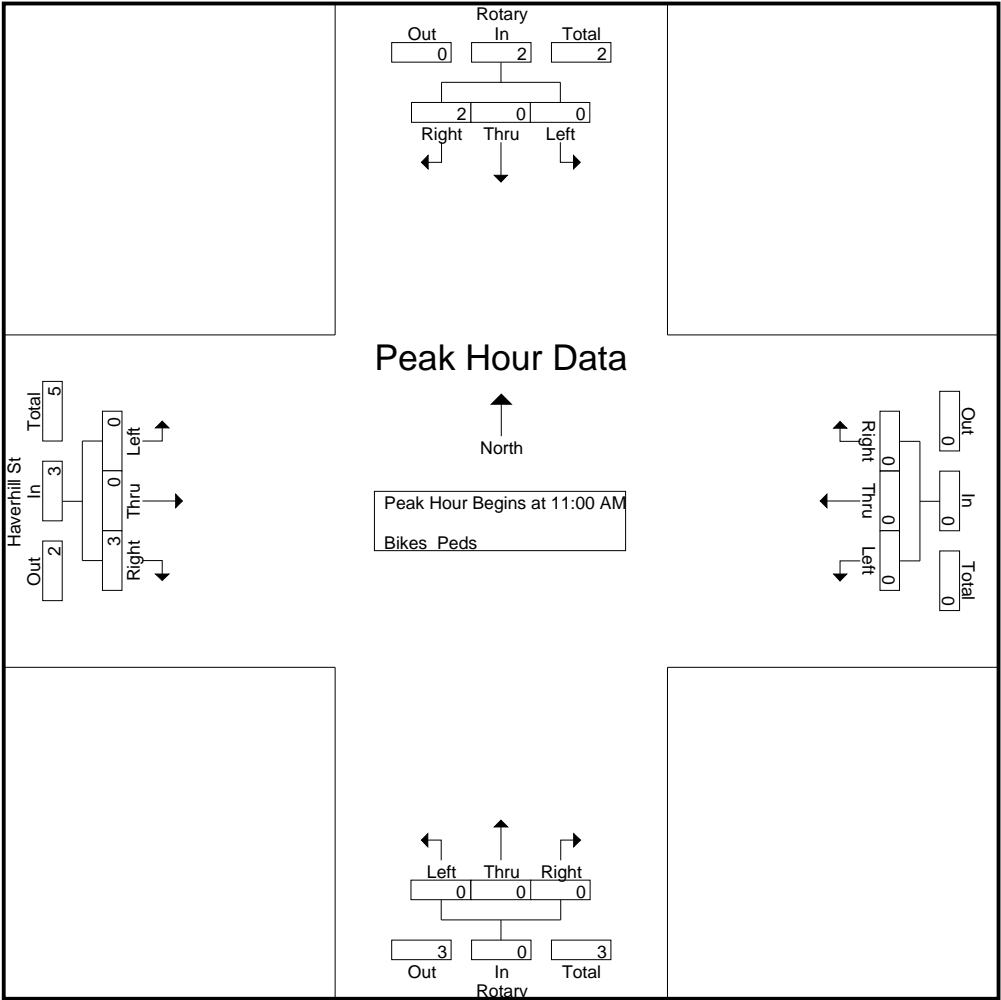 Rotary
Out In Total
0 2 2
2 0 0
Right Thru Left
Peak Hour Data
North
Peak Hour Begins at 11:00 AM
Bikes Peds
Haverhill St
Total In Out
5 3 2
0 0 3
Left Thru Right
Right Thru Left
0 0 0
Out In Total
0 0 0
Left Thru Right
0 0 0
3 0 3
Out In Total
Rotary